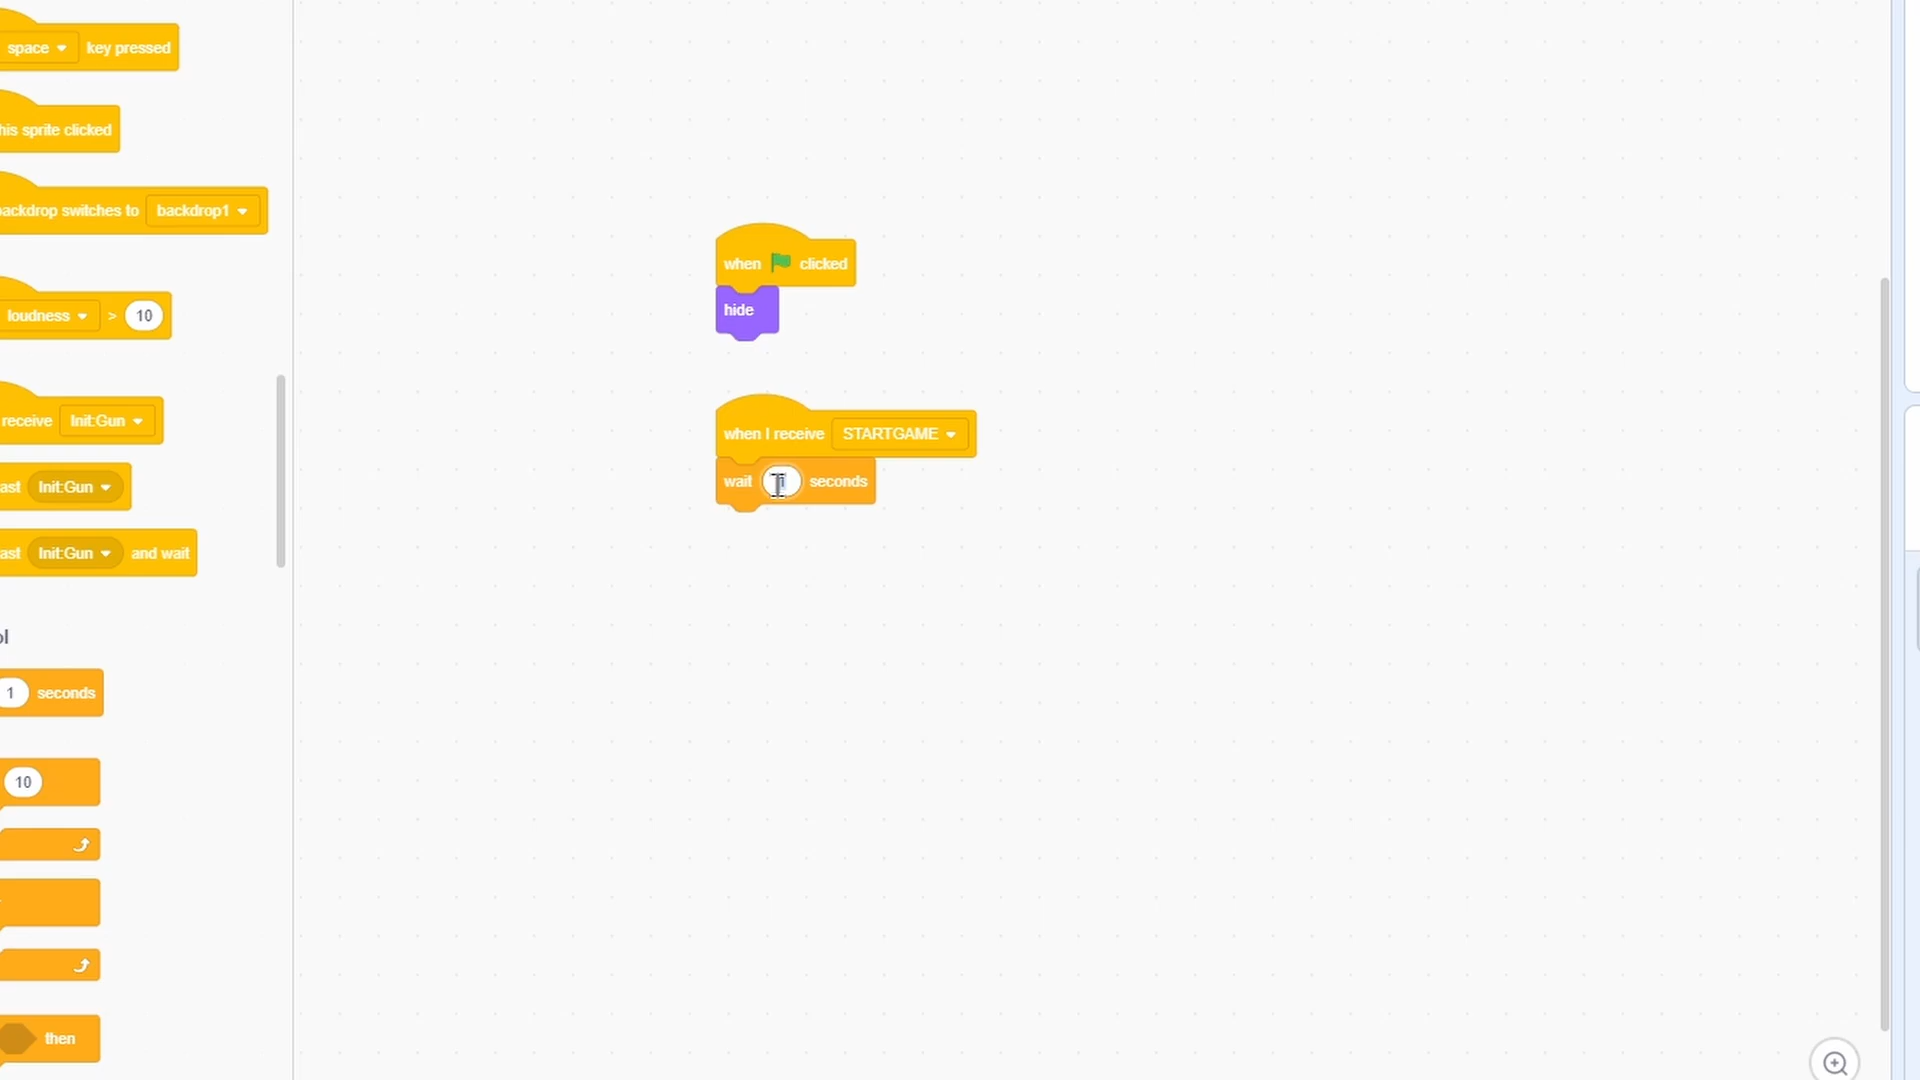 space key pressed
his sprite clicked
backdrop switches to backdrop1
loudness > 10
receive Init:Gun
ast Init:Gun
ast Init:Gun and wait
ol
1 seconds
10
then
when clicked
hide
when I receive STARTGAME
wait seconds